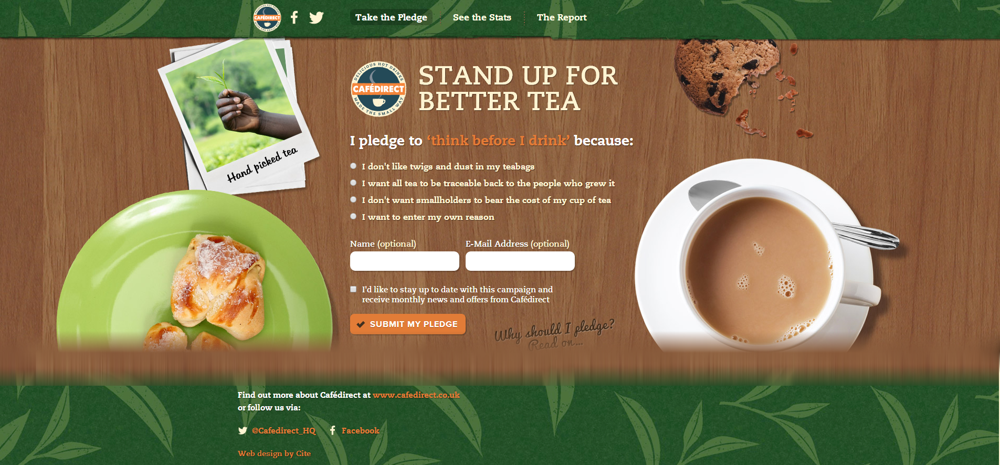 CAFÉDIRECT
Take the Pledge
See the Stats
The Report
DELICIOUS HOT DRINKS
CAFÉDIRECT
MADE THE SMALL WAY
STAND UP FOR
BETTER TEA
Hand picked tea
I pledge to ‘think before I drink’ because:
I don't like twigs and dust in my teabags
I want all tea to be traceable back to the people who grew it
I don't want smallholders to bear the cost of my cup of tea
I want to enter my own reason
Name (optional)
E-Mail Address (optional)
I'd like to stay up to date with this campaign and
receive monthly news and offers from Cafédirect
SUBMIT MY PLEDGE
Why should I pledge?
Read on...
Find out more about Cafédirect at www.cafedirect.co.uk
or follow us via:
@Cafedirect_HQ
Facebook
Web design by Cite